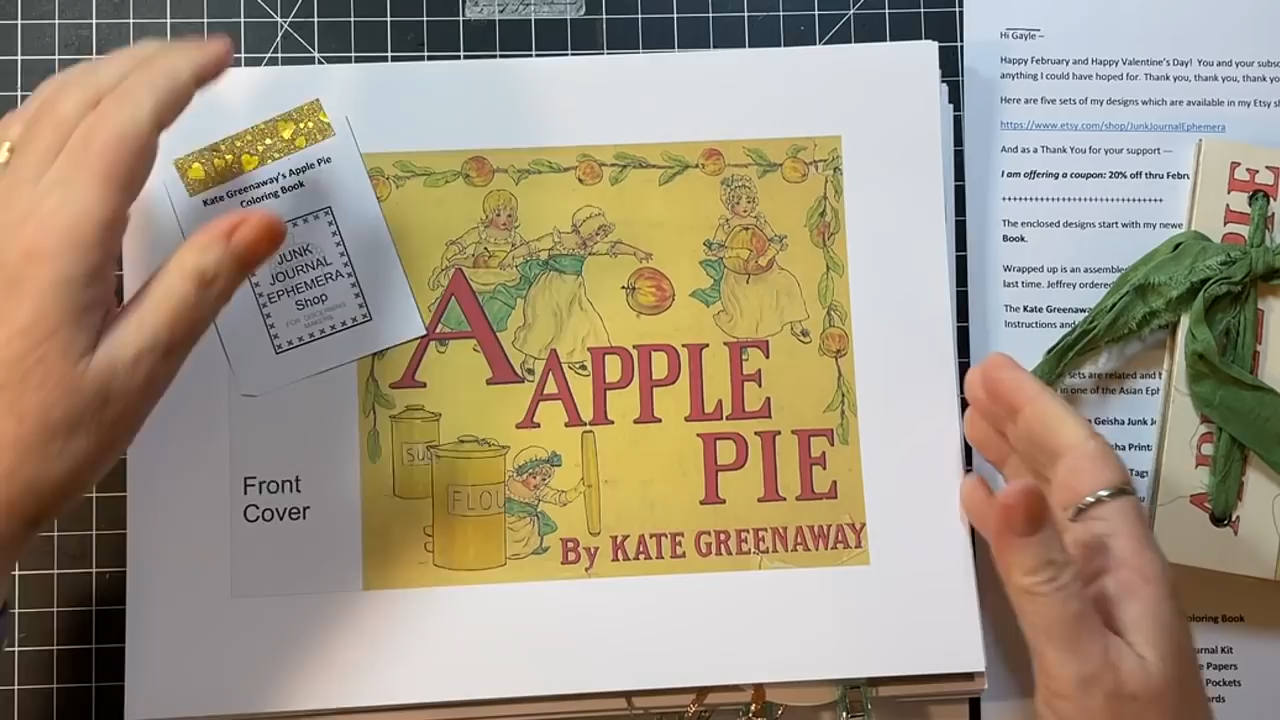 Kate Greenaway's Apple Pie
Coloring Book
JUNK
JOURNAL
EPHEMERA
Shop
FOR DISCERNING
MAKERS
Front
Cover
A APPLE
PIE
SU
FLOU
By KATE GREENAWAY
Hi Gayle –
Happy February and Happy Valentine's Day! You and your subsc
anything I could have hoped for. Thank you, thank you, thank yo
Here are five sets of my designs which are available in my Etsy s
https://www.etsy.com/shop/JunkJournalEphemera
And as a Thank You for your support —
I am offering a coupon: 20% off thru Febru
++++++++++++++++++++++++++
The enclosed designs start with my newe
Book.
Wrapped up is an assemble
last time. Jeffrey ordered
The Kate Greenawa
Instructions and
sets are related and t
in one of the Asian Eph
Geisha Junk J
sha Print
Tags
PIE
oloring Book
urnal Kit
e Papers
Pockets
ards